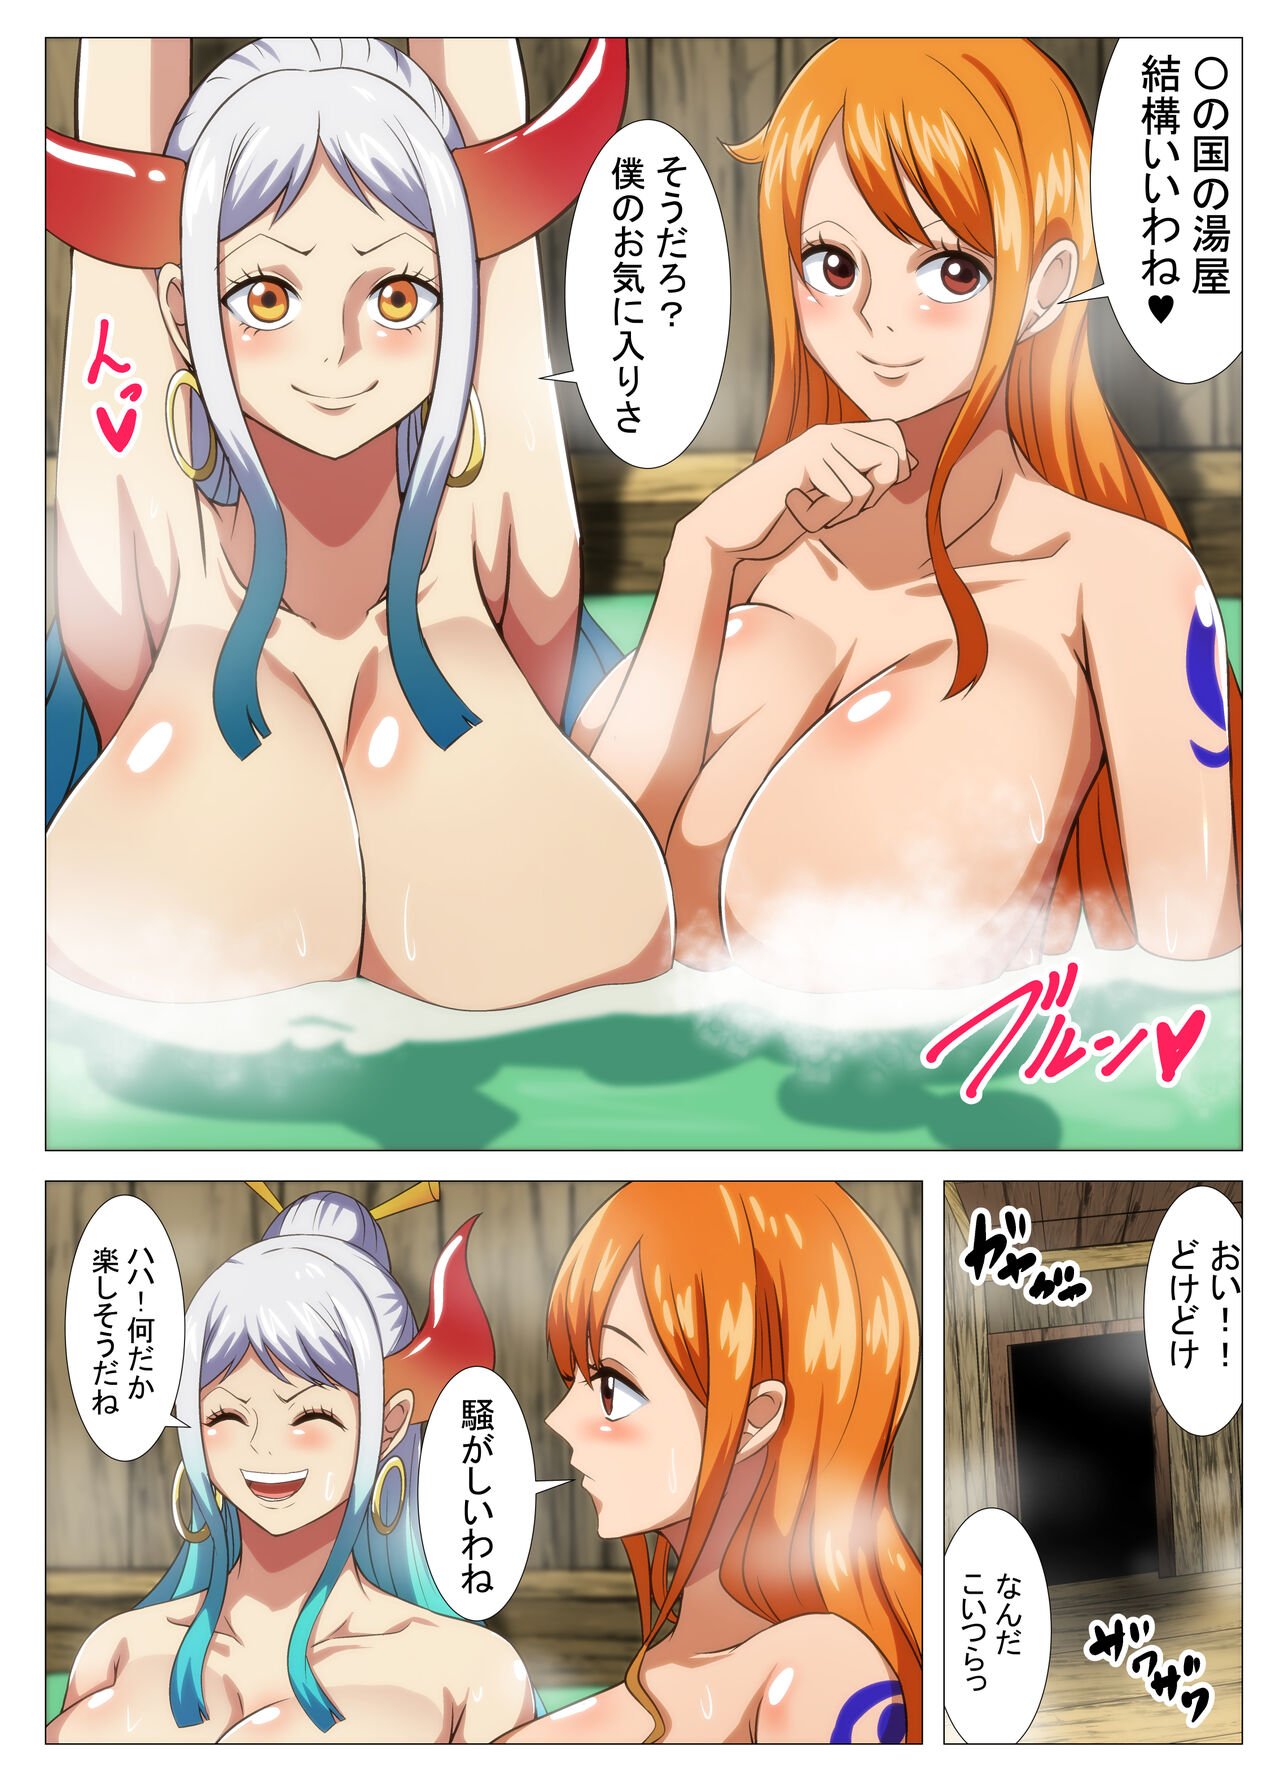 〇の国の湯屋
結構いいわね♥
そうだろ？
僕のお気に入りさ
んっ♥
ブルン♥
おい！！
どけどけ
ガヤガヤ
なんだ
こいつらっ
ザワザワ
騒がしいわね
ハハ！何だか
楽しそうだね